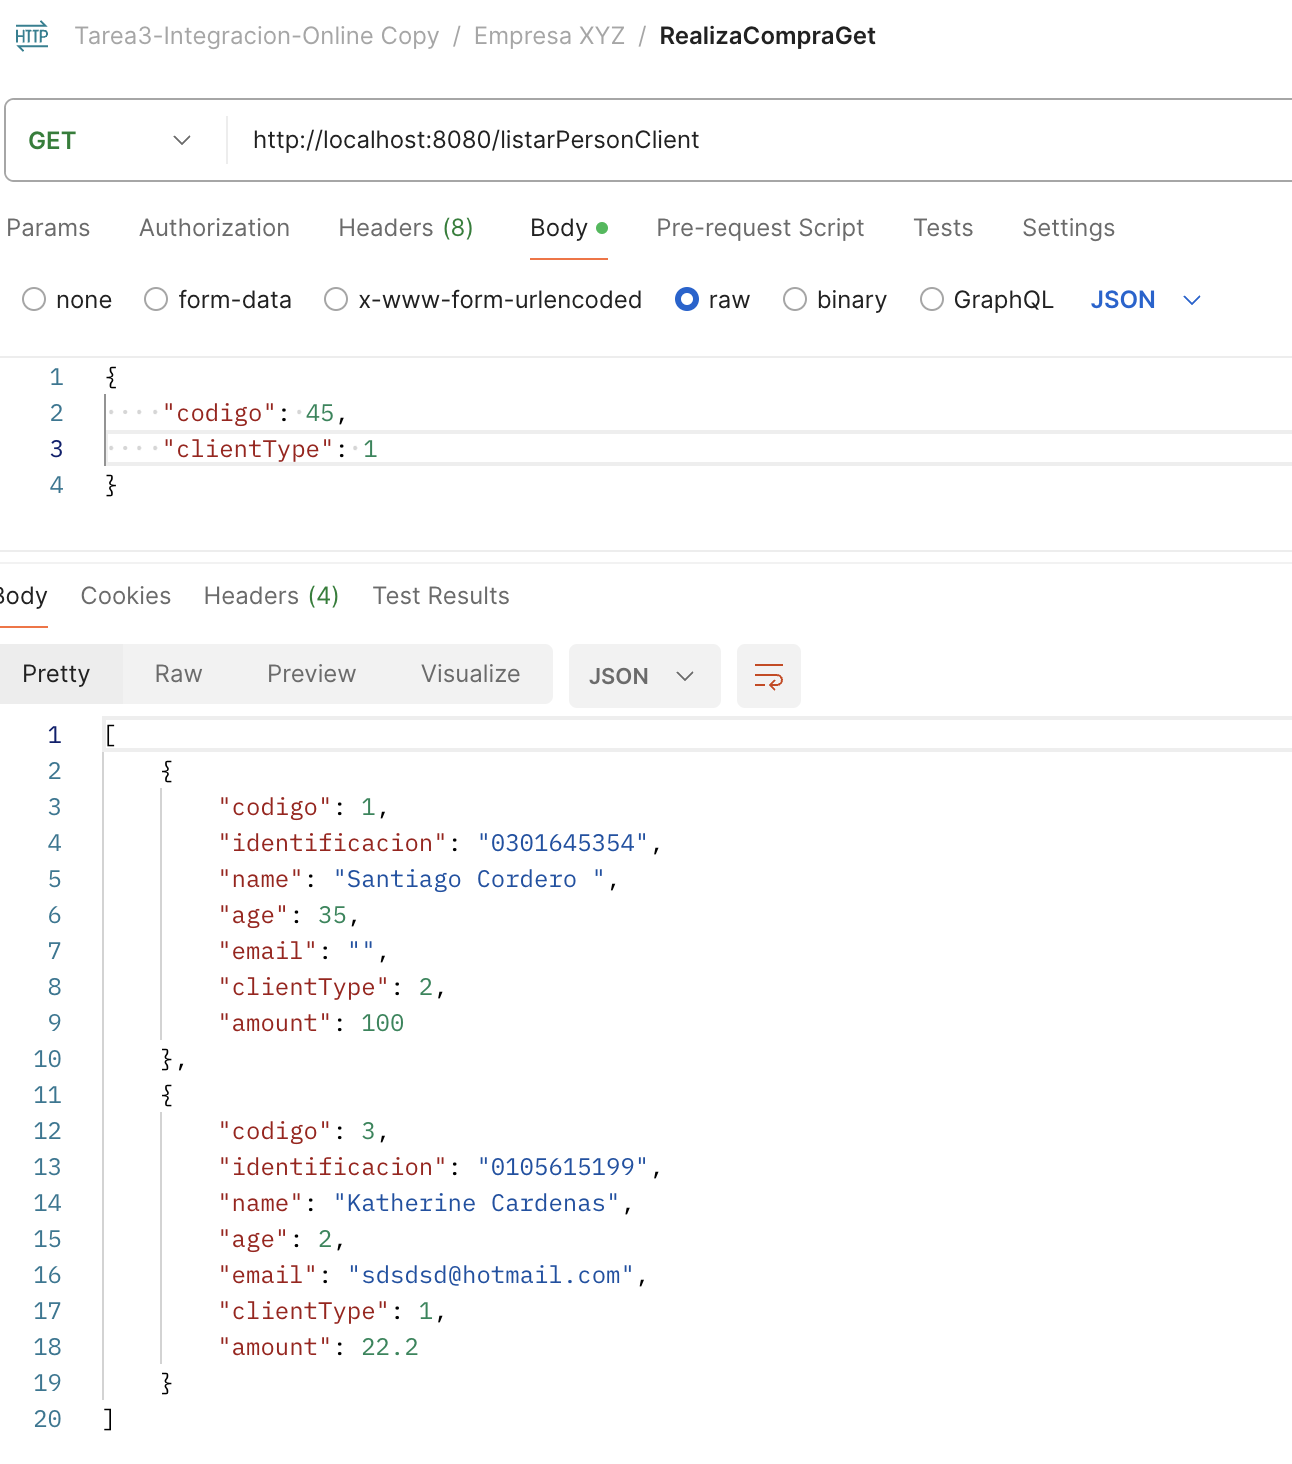 HTTP Tarea3-Integracion-Online Copy / Empresa XYZ / RealizaCompraGet
GET http://localhost:8080/listarPersonClient
Params Authorization Headers (8) Body Pre-request Script Tests Settings
none form-data x-www-form-urlencoded raw binary GraphQL JSON
1 {
2 "codigo": 45,
3 "clientType": 1
4 }
Body Cookies Headers (4) Test Results
Pretty Raw Preview Visualize JSON
1 [
2 {
3 "codigo": 1,
4 "identificacion": "0301645354",
5 "name": "Santiago Cordero ",
6 "age": 35,
7 "email": "",
8 "clientType": 2,
9 "amount": 100
10 },
11 {
12 "codigo": 3,
13 "identificacion": "0105615199",
14 "name": "Katherine Cardenas",
15 "age": 2,
16 "email": "sdsdsd@hotmail.com",
17 "clientType": 1,
18 "amount": 22.2
19 }
20 ]